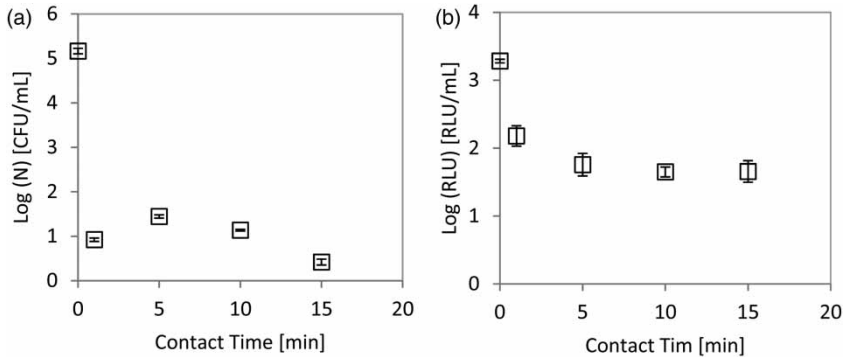 (a)
Log (N) [CFU/mL]
6
5
4
3
2
1
0
0 5 10 15 20
Contact Time [min]
(b)
Log (RLU) [RLU/mL]
4
3
2
1
0
0 5 10 15 20
Contact Tim [min]